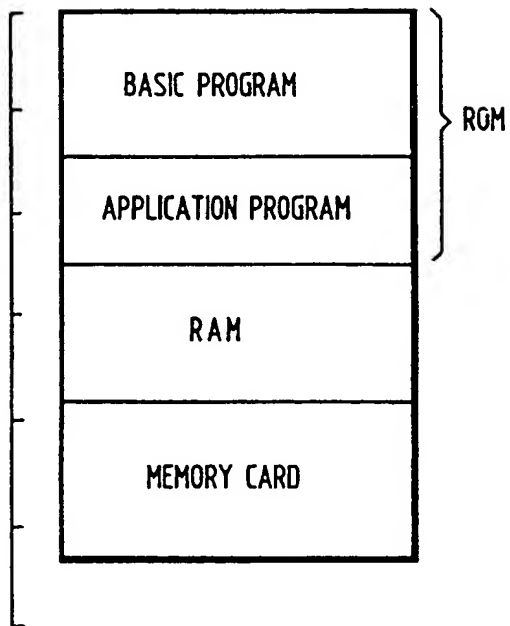 BASIC PROGRAM
ROM
APPLICATION PROGRAM
RAM
MEMORY CARD